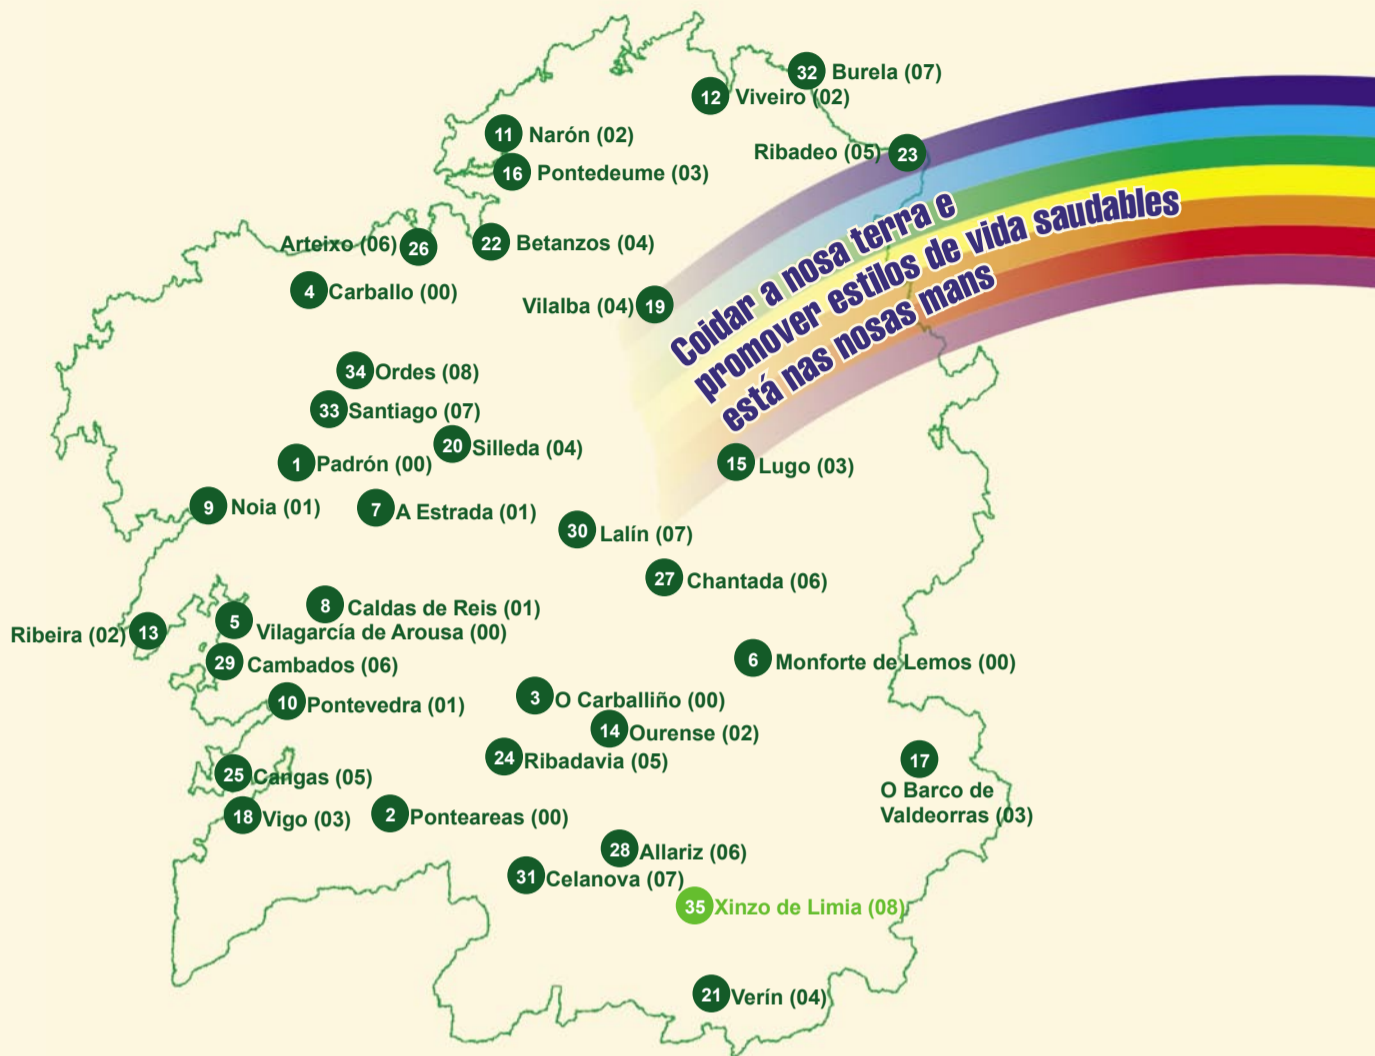 32 Burela (07)
12 Viveiro (02)
11 Narón (02)
Ribadeo (05) 23
16 Pontedeume (03)
Arteixo (06) 26
22 Betanzos (04)
4 Carballo (00)
Vilalba (04) 19
Coidar a nosa terra e
promover estilos de vida saudables
está nas nosas mans
34 Ordes (08)
33 Santiago (07)
20 Silleda (04)
1 Padrón (00)
15 Lugo (03)
9 Noia (01)
7 A Estrada (01)
30 Lalín (07)
27 Chantada (06)
8 Caldas de Reis (01)
Ribeira (02) 13
5 Vilagarcía de Arousa (00)
29 Cambados (06)
6 Monforte de Lemos (00)
10 Pontevedra (01)
3 O Carballiño (00)
14 Ourense (02)
24 Ribadavia (05)
17
O Barco de
Valdeorras (03)
25 Cangas (05)
18 Vigo (03)
2 Ponteareas (00)
28 Allariz (06)
31 Celanova (07)
35 Xinzo de Limia (08)
21 Verín (04)